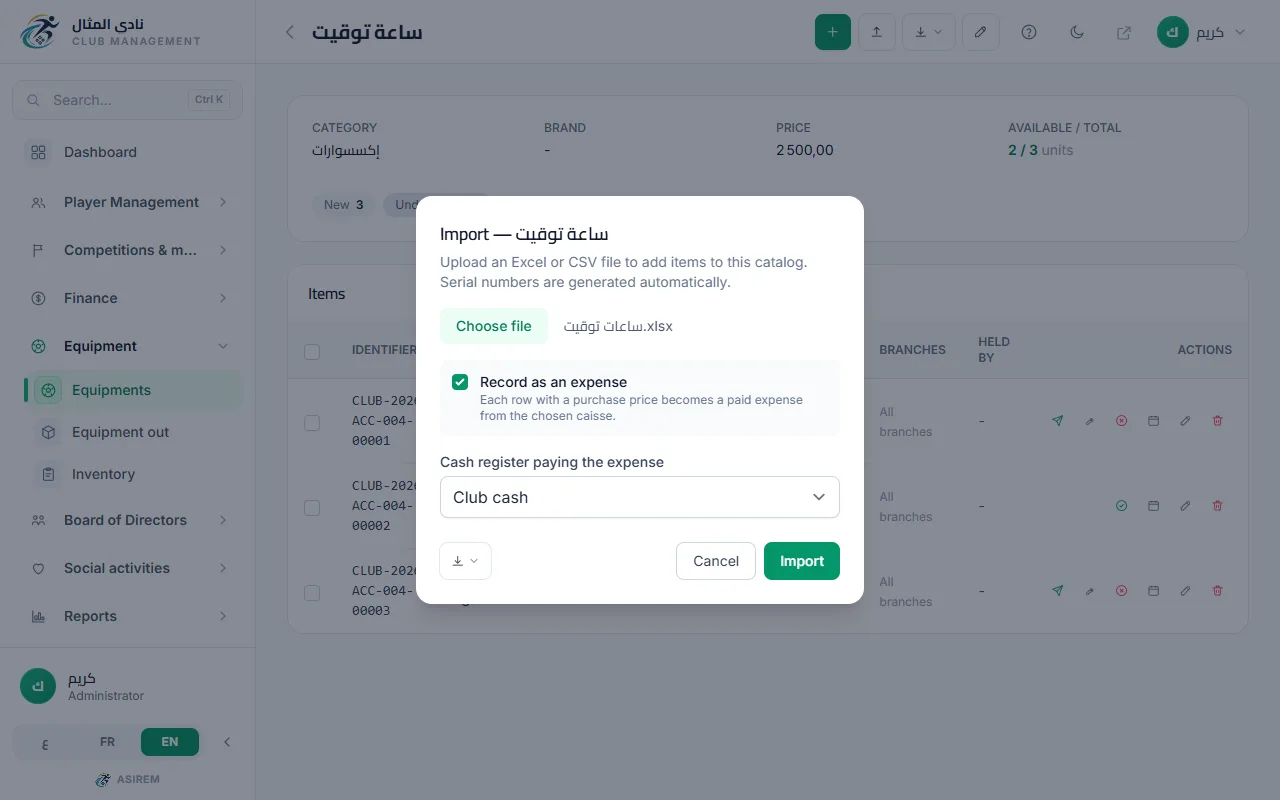 نادي المثال
CLUB MANAGEMENT
ساعة توقيت
كريم
Search...
Ctrl K
Dashboard
Player Management
Competitions & m...
Finance
Equipment
Equipments
Equipment out
Inventory
Board of Directors
Social activities
Reports
كريم
Administrator
ع
FR
EN
ASIREM
CATEGORY
BRAND
PRICE
AVAILABLE / TOTAL
إكسسوارات
-
2 500,00
2 / 3 units
New 3
Items
BRANCHES
HELD BY
ACTIONS
CLUB-202
ACC-004-
00001
All branches
-
CLUB-202
ACC-004-
00002
All branches
-
CLUB-202
ACC-004-
00003
All branches
-
Import — ساعة توقيت
Upload an Excel or CSV file to add items to this catalog.
Serial numbers are generated automatically.
Choose file
ساعات توقيت.xlsx
Record as an expense
Each row with a purchase price becomes a paid expense
from the chosen caisse.
Cash register paying the expense
Club cash
Cancel
Import